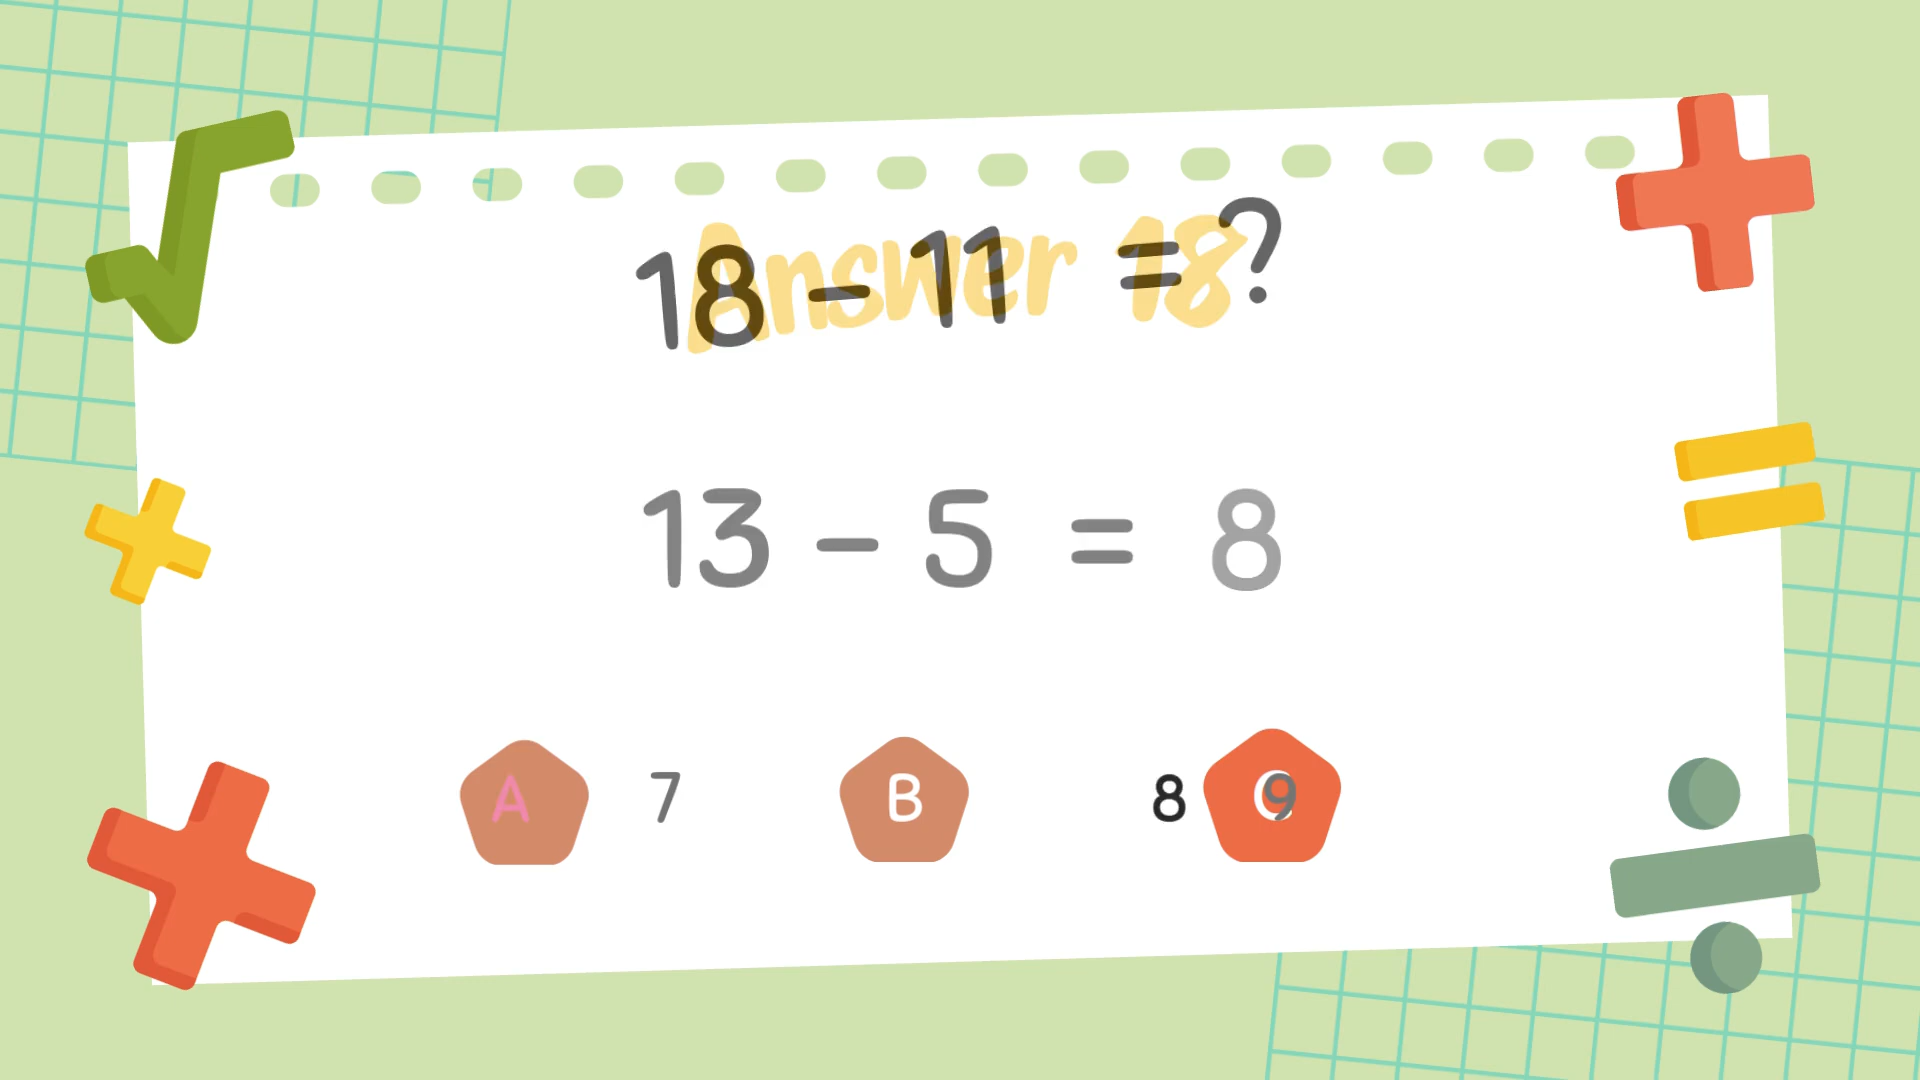 Answer 18
18 – 11 = ?
13 – 5 = 8
A 7 B 8 C 9